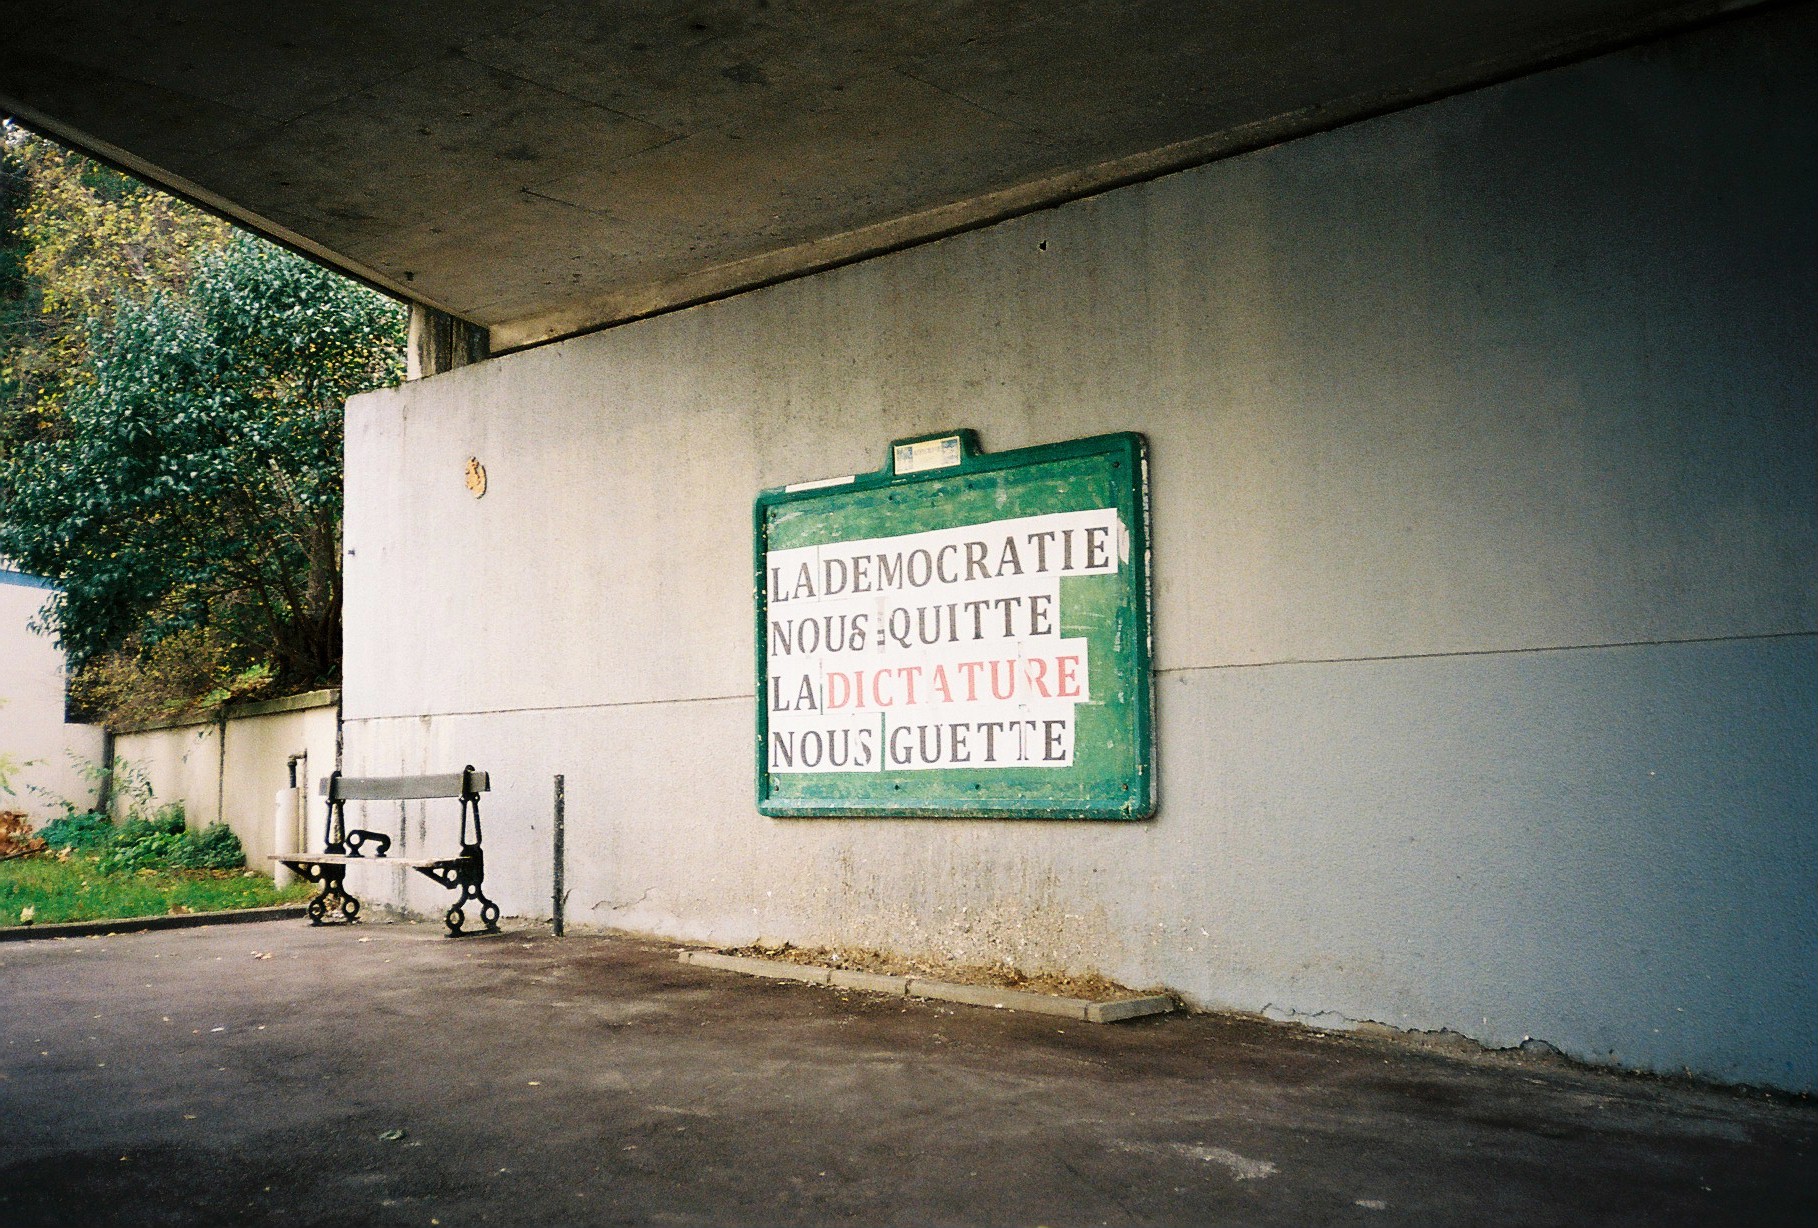 LA DEMOCRATIE
NOUS QUITTE
LA DICTATURE
NOUS GUETTE